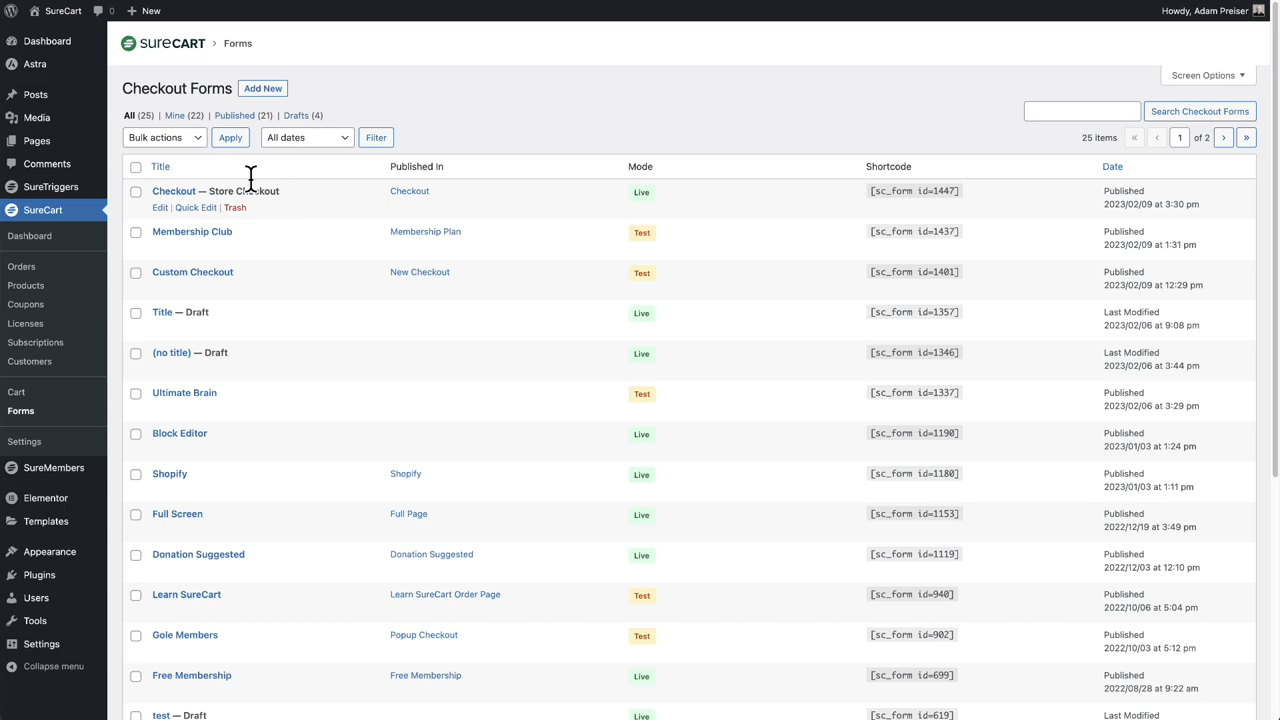 SureCart 0 + New Howdy, Adam Preiser
Dashboard
Astra
Posts
Media
Pages
Comments
SureTriggers
SureCart
Dashboard
Orders
Products
Coupons
Licenses
Subscriptions
Customers
Cart
Forms
Settings
SureMembers
Elementor
Templates
Appearance
Plugins
Users
Tools
Settings
Collapse menu
SURECART > Forms
Screen Options ▼
Checkout Forms Add New
All (25) | Mine (22) | Published (21) | Drafts (4)
Search Checkout Forms
Bulk actions Apply All dates Filter 25 items « ‹ 1 of 2 › »
Title Published In Mode Shortcode Date
Checkout — Store Checkout Checkout Live [sc_form id=1447] Published
Edit | Quick Edit | Trash 2023/02/09 at 3:30 pm
Membership Club Membership Plan Test [sc_form id=1437] Published
2023/02/09 at 1:31 pm
Custom Checkout New Checkout Test [sc_form id=1401] Published
2023/02/09 at 12:29 pm
Title — Draft Live [sc_form id=1357] Last Modified
2023/02/06 at 9:08 pm
(no title) — Draft Live [sc_form id=1346] Last Modified
2023/02/06 at 3:44 pm
Ultimate Brain Test [sc_form id=1337] Published
2023/02/06 at 3:29 pm
Block Editor Live [sc_form id=1190] Published
2023/01/03 at 1:24 pm
Shopify Shopify Live [sc_form id=1180] Published
2023/01/03 at 1:11 pm
Full Screen Full Page Live [sc_form id=1153] Published
2022/12/19 at 3:49 pm
Donation Suggested Donation Suggested Live [sc_form id=1119] Published
2022/12/03 at 12:10 pm
Learn SureCart Learn SureCart Order Page Test [sc_form id=940] Published
2022/10/06 at 5:04 pm
Gole Members Popup Checkout Test [sc_form id=902] Published
2022/10/03 at 5:12 pm
Free Membership Free Membership Live [sc_form id=699] Published
2022/08/28 at 9:22 am
test — Draft Live [sc_form id=619] Last Modified